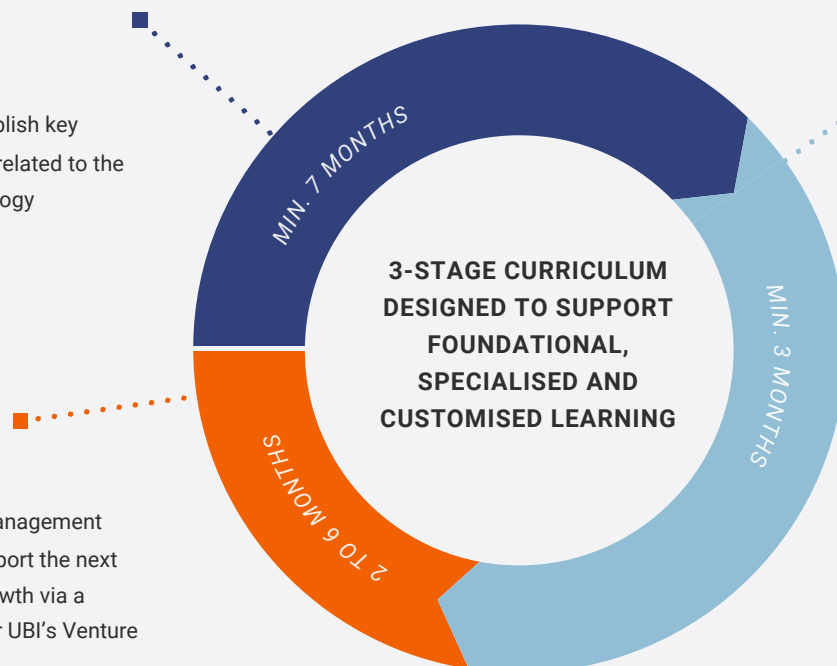 blish key
related to the
ogy
MIN. 7 MONTHS
3-STAGE CURRICULUM
DESIGNED TO SUPPORT
FOUNDATIONAL,
SPECIALISED AND
CUSTOMISED LEARNING
MIN. 3 MONTHS
2 TO 6 MONTHS
anagement
port the next
wth via a
r UBI's Venture